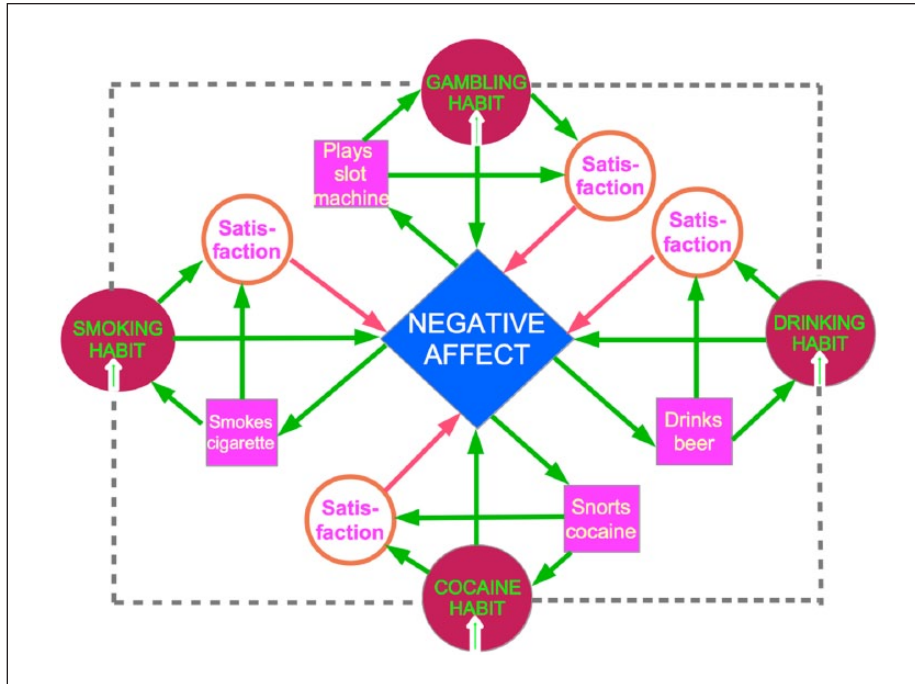 GAMBLING
HABIT
Plays
slot
machine
Satis-
faction
Satis-
faction
Satis-
faction
SMOKING
HABIT
NEGATIVE
AFFECT
DRINKING
HABIT
Smokes
cigarette
Drinks
beer
Satis-
faction
Snorts
cocaine
COCAINE
HABIT